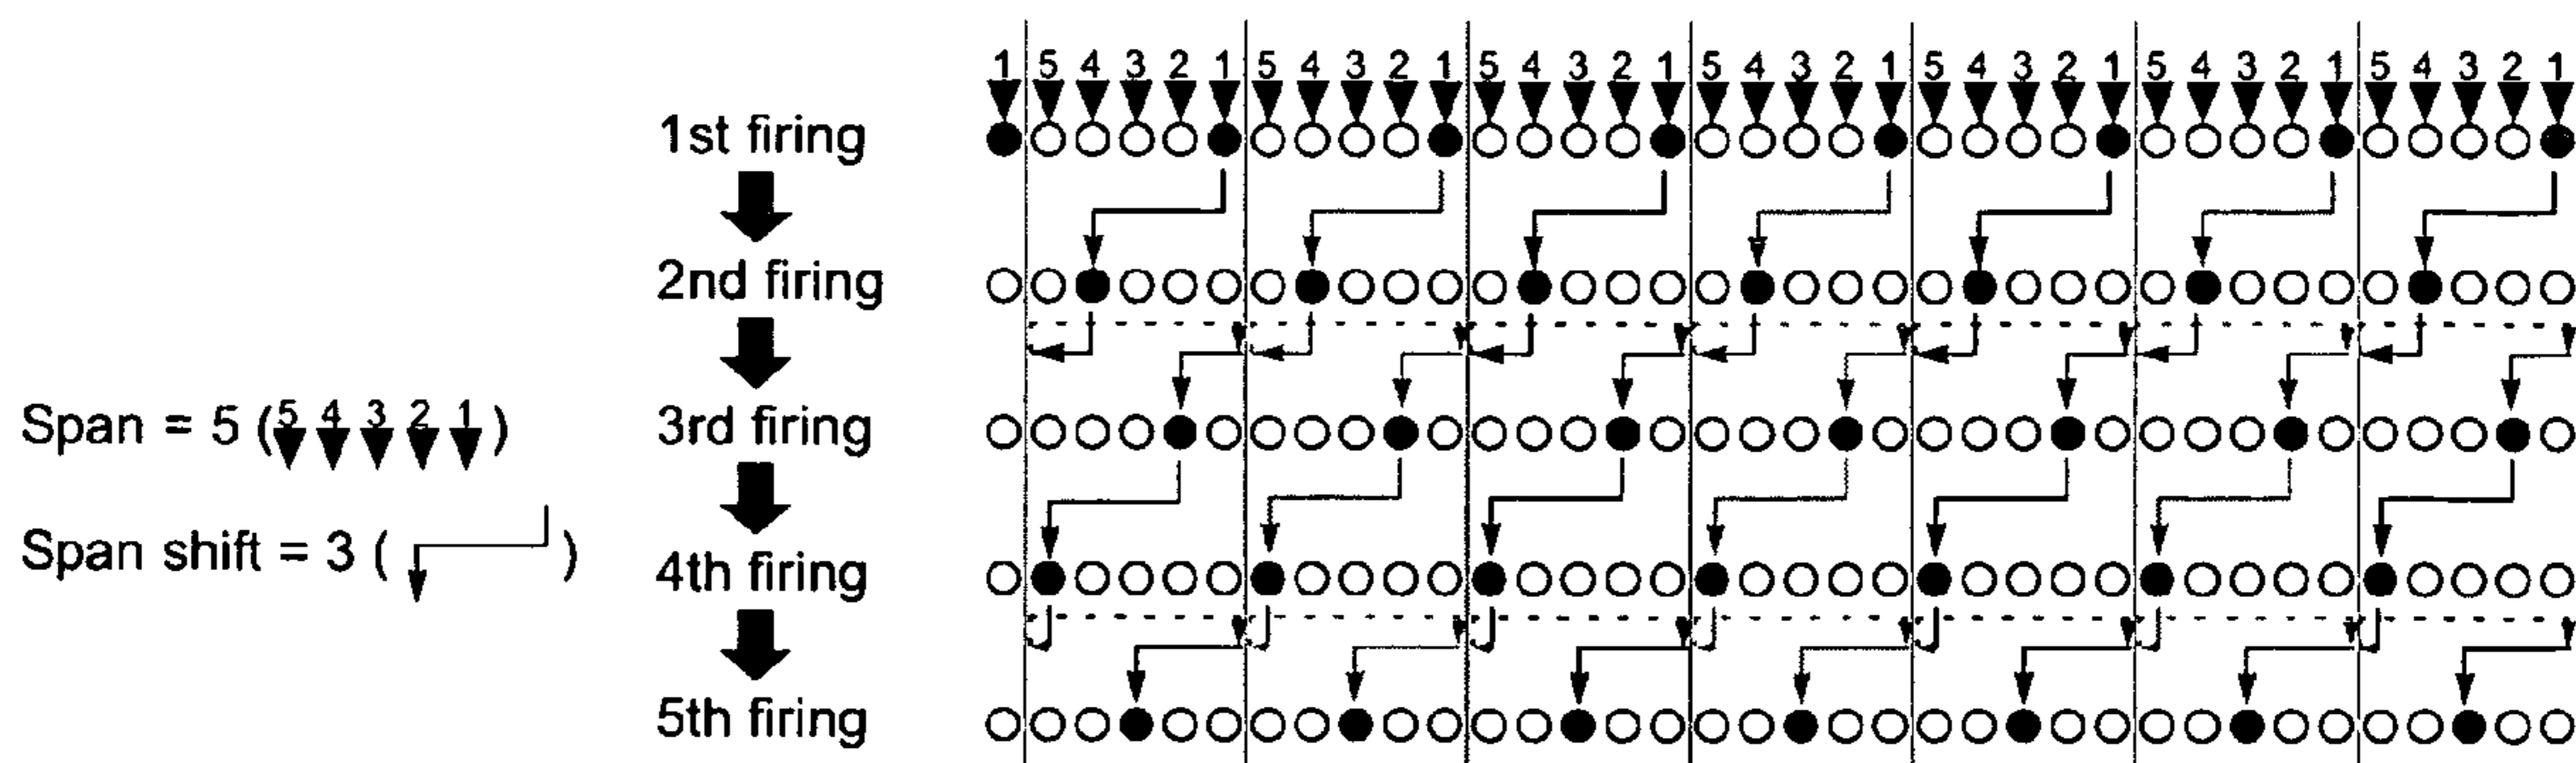 1 5 4 3 2 1 5 4 3 2 1 5 4 3 2 1 5 4 3 2 1 5 4 3 2 1 5 4 3 2 1 5 4 3 2 1
1st firing
2nd firing
3rd firing
4th firing
5th firing
Span = 5 (5 4 3 2 1)
Span shift = 3 ( )